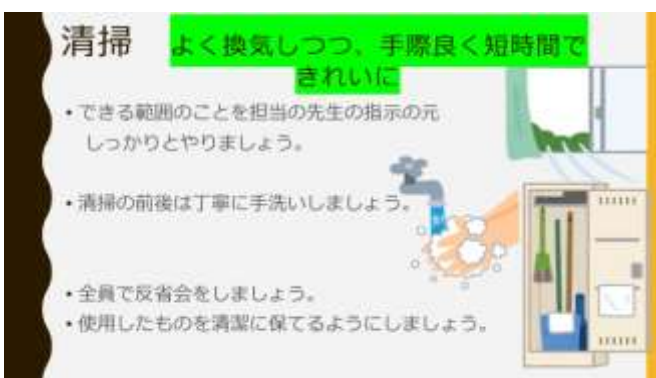 清掃
よく換気しつつ、手際良く短時間で
きれいに
・できる範囲のことを担当の先生の指示の元
しっかりとやりましょう。
・清掃の前後は丁寧に手洗いしましょう。
・全員で反省会をしましょう。
・使用したものを清潔に保てるようにしましょう。